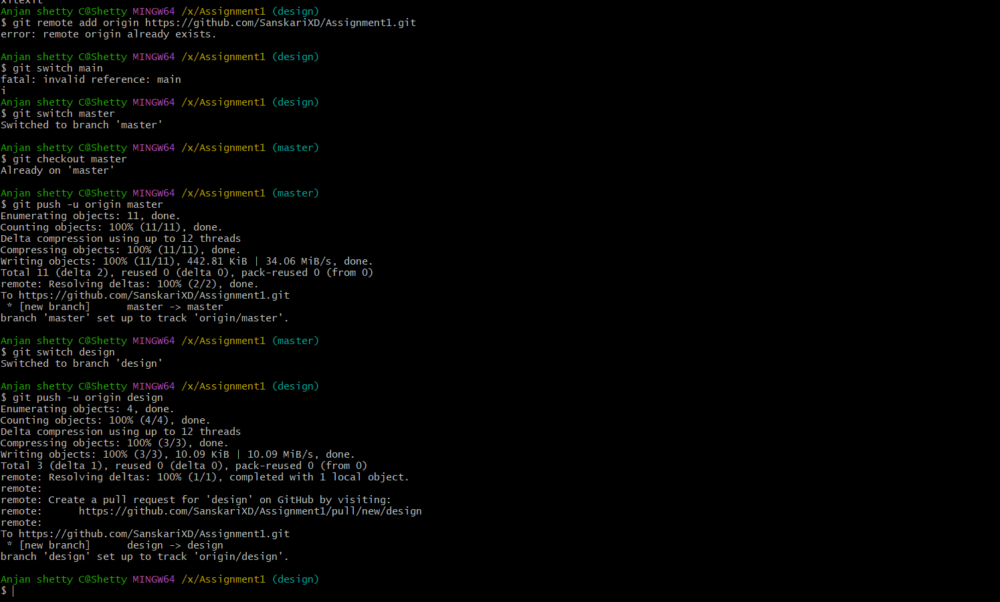 xitexit
Anjan shetty C@Shetty MINGW64 /x/Assignment1 (design)
$ git remote add origin https://github.com/SanskariXD/Assignment1.git
error: remote origin already exists.
Anjan shetty C@Shetty MINGW64 /x/Assignment1 (design)
$ git switch main
fatal: invalid reference: main
i
Anjan shetty C@Shetty MINGW64 /x/Assignment1 (design)
$ git switch master
Switched to branch 'master'
Anjan shetty C@Shetty MINGW64 /x/Assignment1 (master)
$ git checkout master
Already on 'master'
Anjan shetty C@Shetty MINGW64 /x/Assignment1 (master)
$ git push -u origin master
Enumerating objects: 11, done.
Counting objects: 100% (11/11), done.
Delta compression using up to 12 threads
Compressing objects: 100% (11/11), done.
Writing objects: 100% (11/11), 442.81 KiB | 34.06 MiB/s, done.
Total 11 (delta 2), reused 0 (delta 0), pack-reused 0 (from 0)
remote: Resolving deltas: 100% (2/2), done.
To https://github.com/SanskariXD/Assignment1.git
 * [new branch]      master -> master
branch 'master' set up to track 'origin/master'.
Anjan shetty C@Shetty MINGW64 /x/Assignment1 (master)
$ git switch design
Switched to branch 'design'
Anjan shetty C@Shetty MINGW64 /x/Assignment1 (design)
$ git push -u origin design
Enumerating objects: 4, done.
Counting objects: 100% (4/4), done.
Delta compression using up to 12 threads
Compressing objects: 100% (3/3), done.
Writing objects: 100% (3/3), 10.09 KiB | 10.09 MiB/s, done.
Total 3 (delta 1), reused 0 (delta 0), pack-reused 0 (from 0)
remote: Resolving deltas: 100% (1/1), completed with 1 local object.
remote:
remote: Create a pull request for 'design' on GitHub by visiting:
remote:      https://github.com/SanskariXD/Assignment1/pull/new/design
remote:
To https://github.com/SanskariXD/Assignment1.git
 * [new branch]      design -> design
branch 'design' set up to track 'origin/design'.
Anjan shetty C@Shetty MINGW64 /x/Assignment1 (design)
$